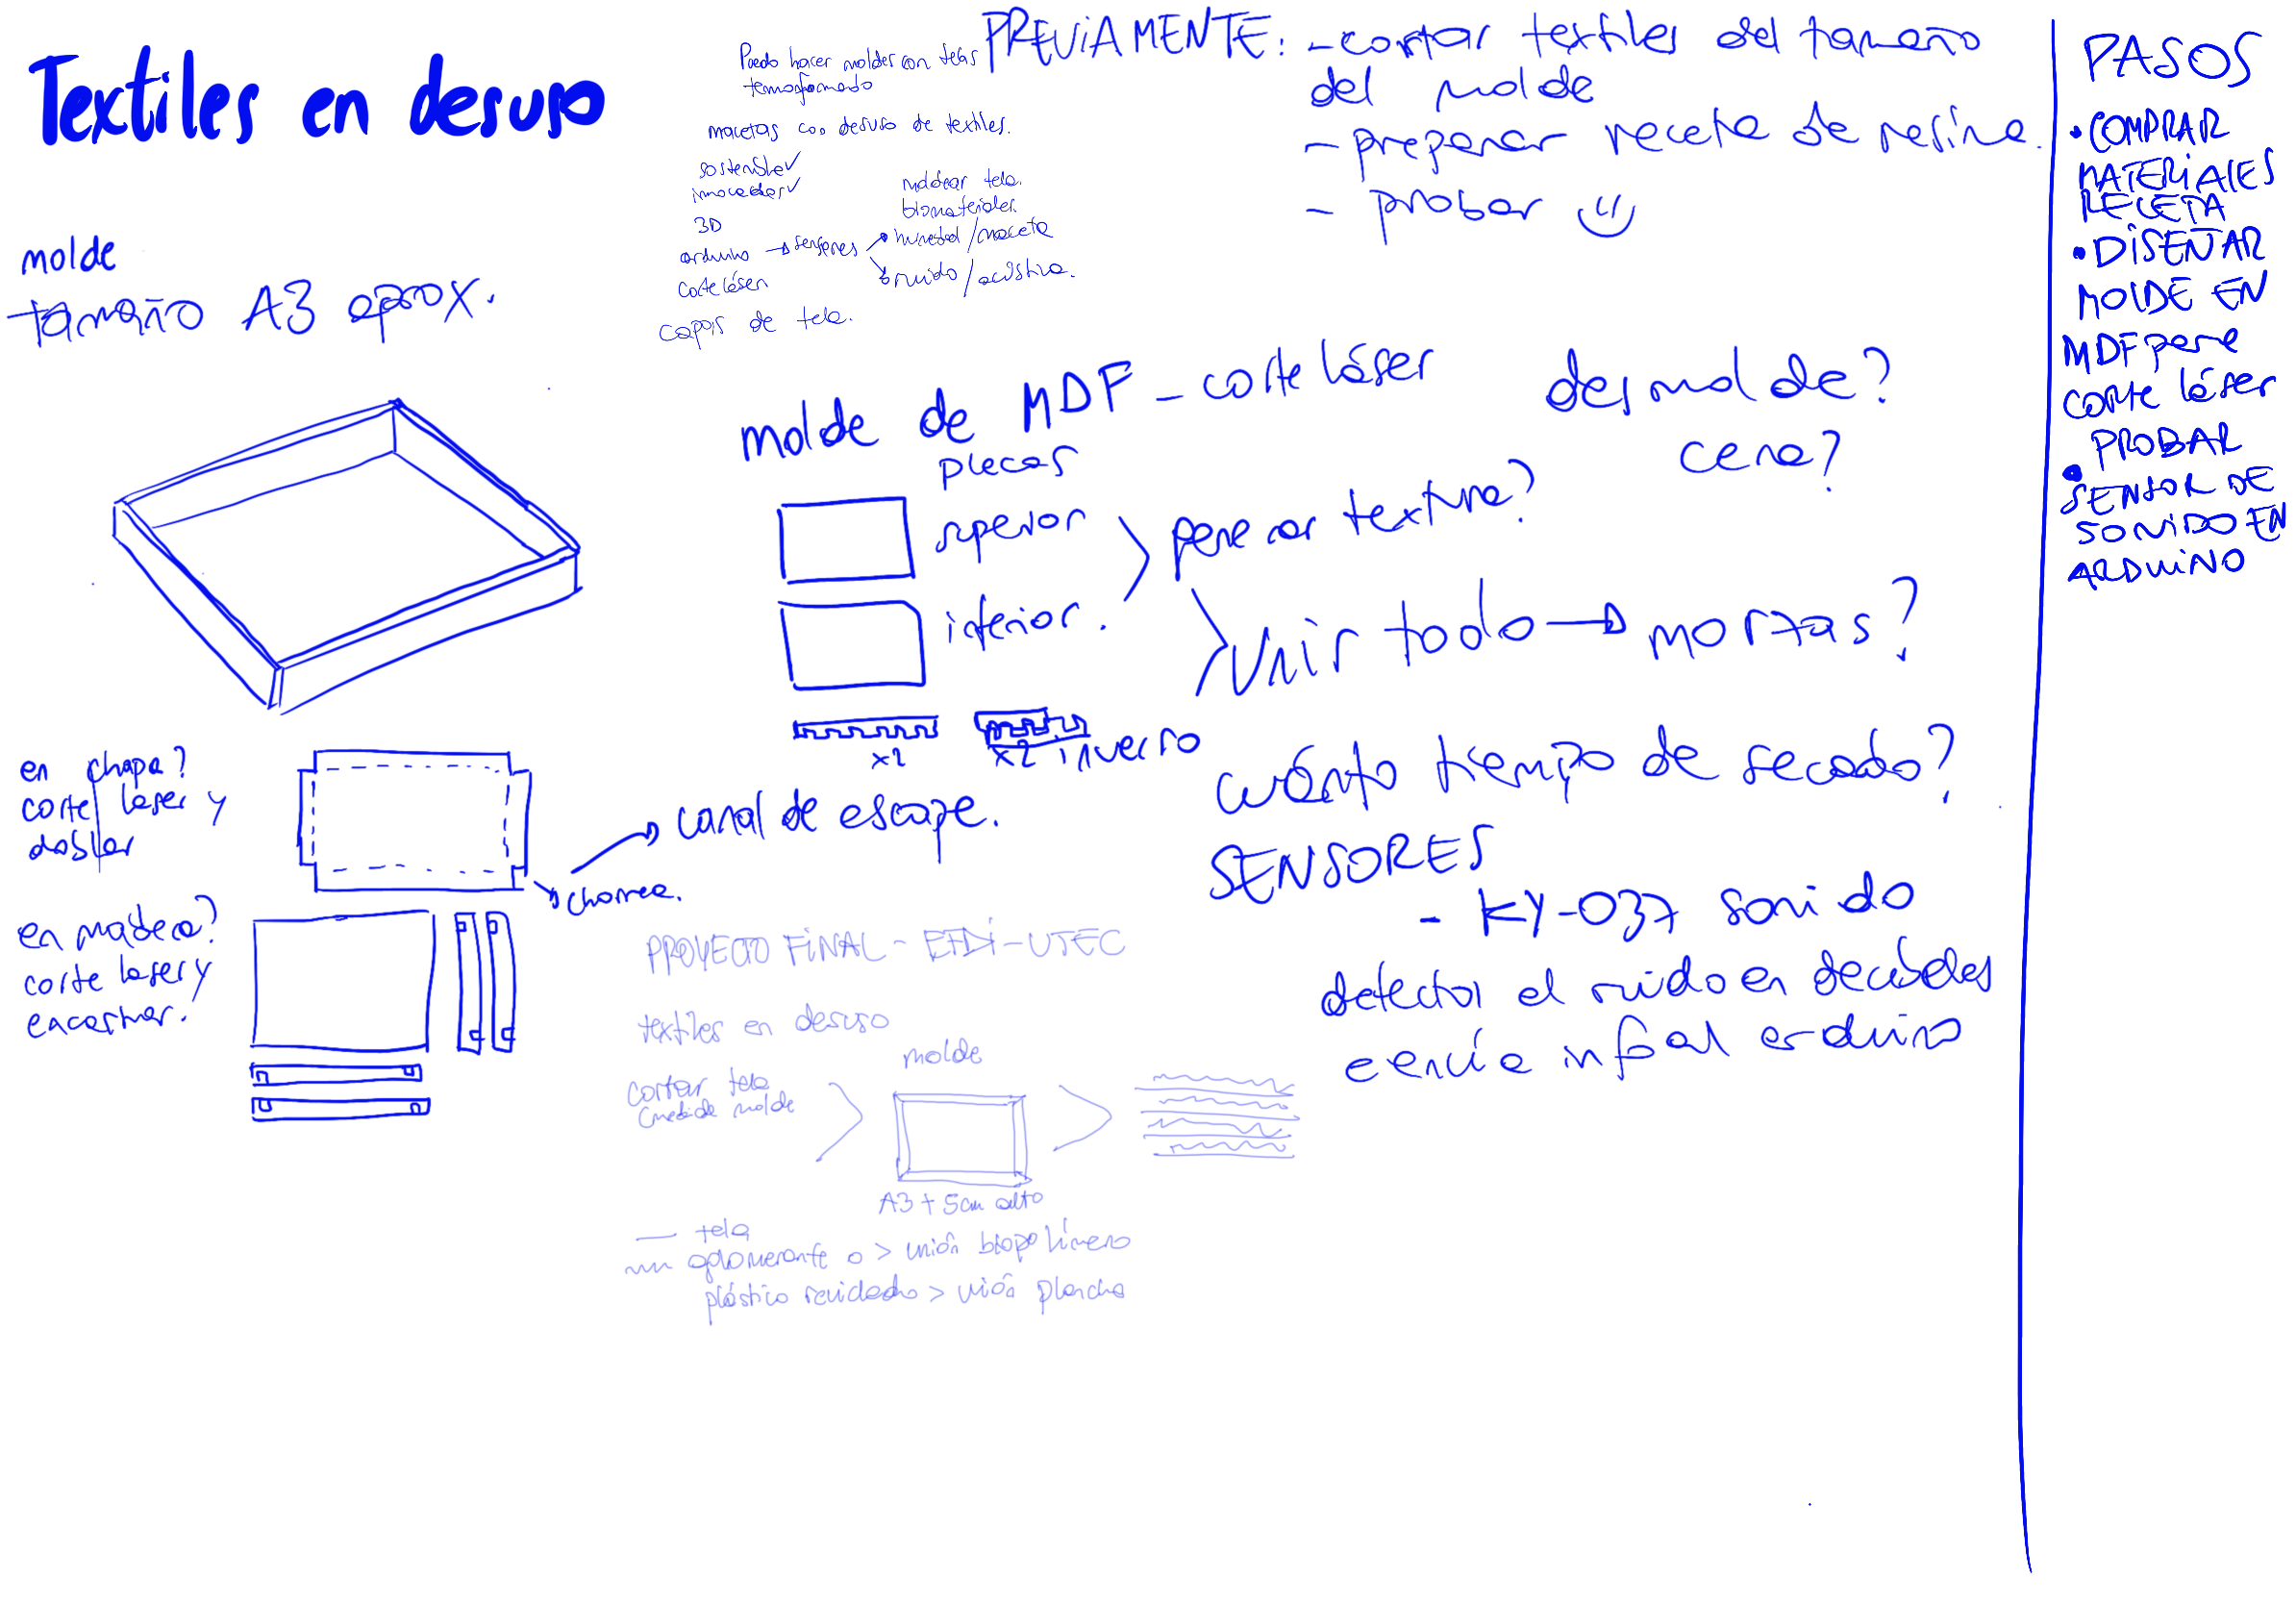 Textiles en desuso
molde
tamaño A3 aprox.
Puedo hacer moldes con telas
termoformado
macetas con desuso de textiles.
sostenible✓
innovador✓
3D
arduino → sensores
humedad/maceta
ruido/acústica.
moldear tela.
biomateriales.
corte láser
capas de tela.
PREVIAMENTE: - cortar textiles del tamaño
del molde
- preparar receta de resina.
- probar
molde de MDF - corte láser
placas
superior
inferior.
para dar textura?
desmolde?
cera?
Unir todo → mortas?
x2
x2 inverso
cuánto tiempo de secado?
SENSORES
- KY-037 sonido
detectar el ruido en decibeles
envía info al arduino
en chapa?
corte laser y
doblar
chorrea.
canal de escape.
en madera?
corte laser y
encastrar.
PROYECTO FINAL - EFDI - UTEC
textiles en desuso
cortar tela
(medida molde
molde
A3 + 5cm alto
tela
aglomerante o > unión biopolímero
plástico reciclado > unión plancha
PASOS
• COMPRAR
MATERIALES
RECETA
• DISEÑAR
MOLDE EN
MDF para
corte láser
• PROBAR
SENSOR DE
SONIDO EN
ARDUINO